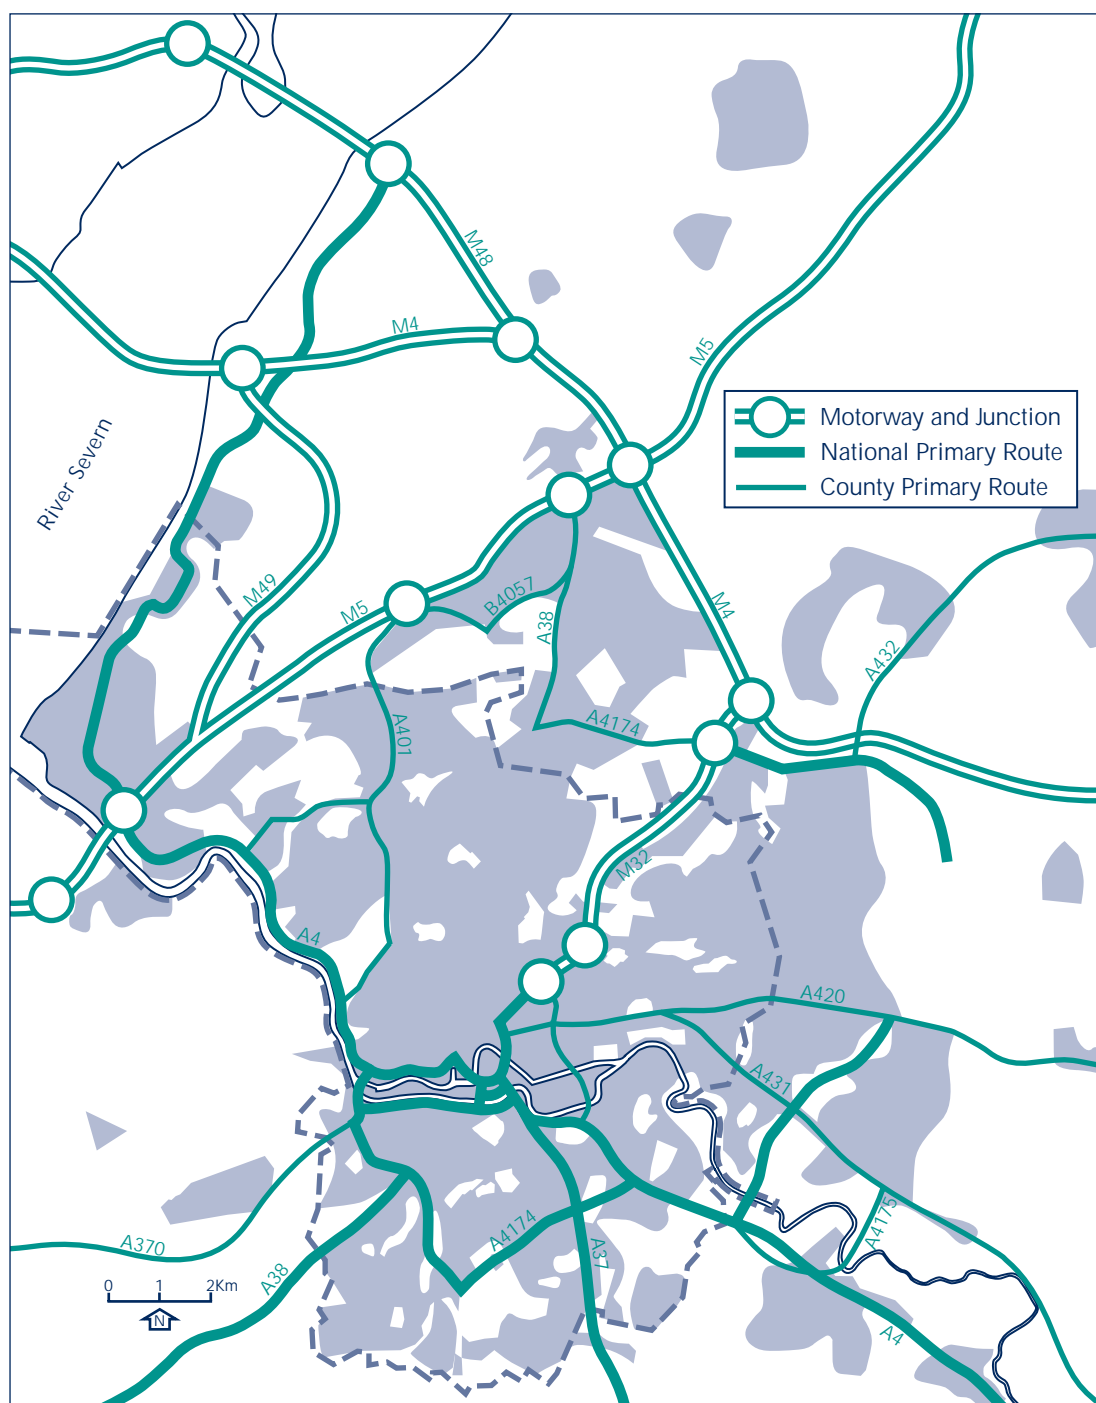 M48
M4
M5
Motorway and Junction
National Primary Route
County Primary Route
River Severn
M49
M5
B4057
A38
M4
A432
A401
A4174
M32
A4
A420
A431
A4175
A4174
A37
A370
A38
A4
0 1 2Km
N